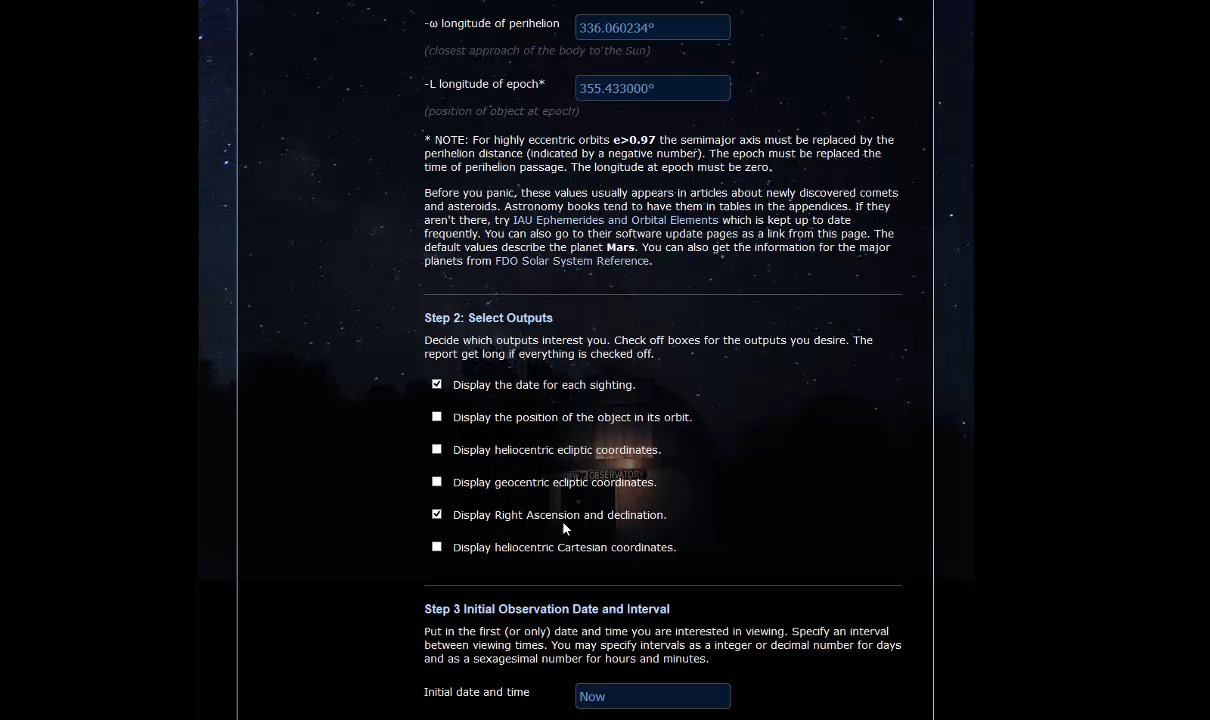 -ω longitude of perihelion
336.060234º
(closest approach of the body to the Sun)
-L longitude of epoch*
355.433000º
(position of object at epoch)
* NOTE: For highly eccentric orbits e>0.97 the semimajor axis must be replaced by the
perihelion distance (indicated by a negative number). The epoch must be replaced the
time of perihelion passage. The longitude at epoch must be zero.
Before you panic, these values usually appears in articles about newly discovered comets
and asteroids. Astronomy books tend to have them in tables in the appendices. If they
aren't there, try IAU Ephemerides and Orbital Elements which is kept up to date
frequently. You can also go to their software update pages as a link from this page. The
default values describe the planet Mars. You can also get the information for the major
planets from FDO Solar System Reference.
Step 2: Select Outputs
Decide which outputs interest you. Check off boxes for the outputs you desire. The
report get long if everything is checked off.
Display the date for each sighting.
Display the position of the object in its orbit.
Display heliocentric ecliptic coordinates.
Display geocentric ecliptic coordinates.
OBSERVATORY
Display Right Ascension and declination.
Display heliocentric Cartesian coordinates.
Step 3 Initial Observation Date and Interval
Put in the first (or only) date and time you are interested in viewing. Specify an interval
between viewing times. You may specify intervals as a integer or decimal number for days
and as a sexagesimal number for hours and minutes.
Initial date and time
Now